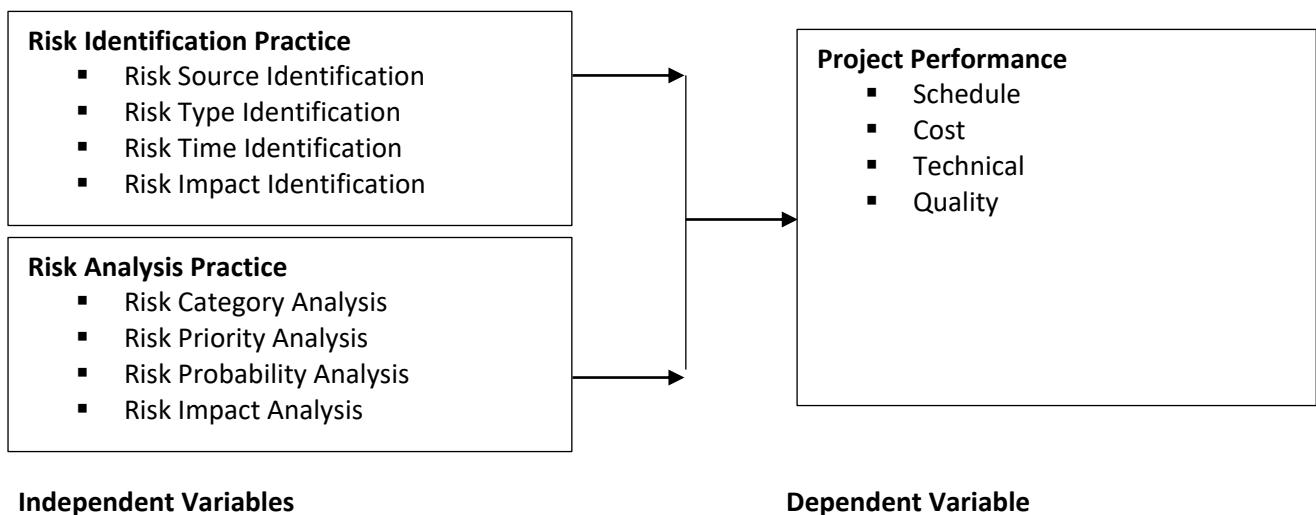 Risk Identification Practice
▪ Risk Source Identification
▪ Risk Type Identification
▪ Risk Time Identification
▪ Risk Impact Identification
Risk Analysis Practice
▪ Risk Category Analysis
▪ Risk Priority Analysis
▪ Risk Probability Analysis
▪ Risk Impact Analysis
Project Performance
▪ Schedule
▪ Cost
▪ Technical
▪ Quality
Independent Variables
Dependent Variable